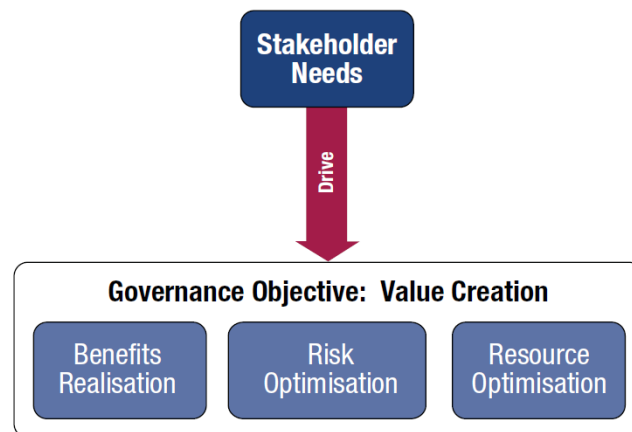 Stakeholder
Needs
Drive
Governance Objective: Value Creation
Benefits
Realisation
Risk
Optimisation
Resource
Optimisation